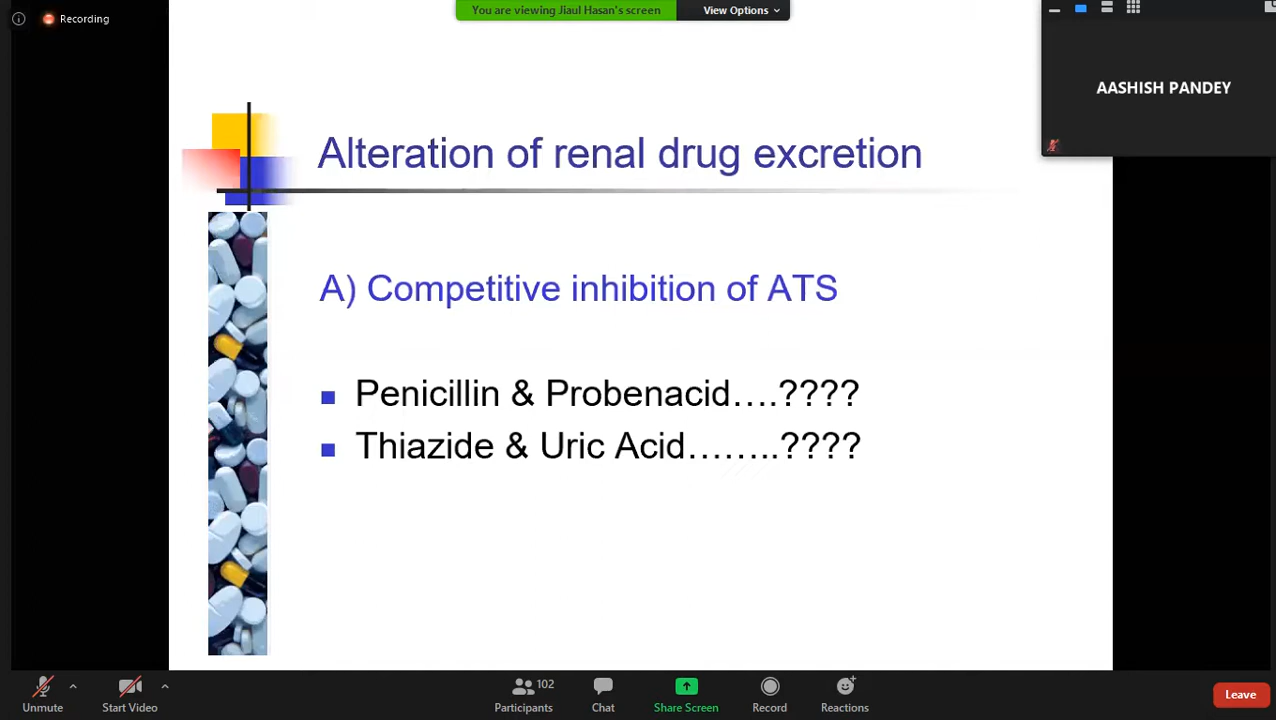 Recording
You are viewing Jiaul Hasan's screen
View Options
AASHISH PANDEY
Alteration of renal drug excretion
A) Competitive inhibition of ATS
Penicillin & Probenacid….????
Thiazide & Uric Acid……..????
Unmute
Start Video
102
Participants
Chat
Share Screen
Record
Reactions
Leave